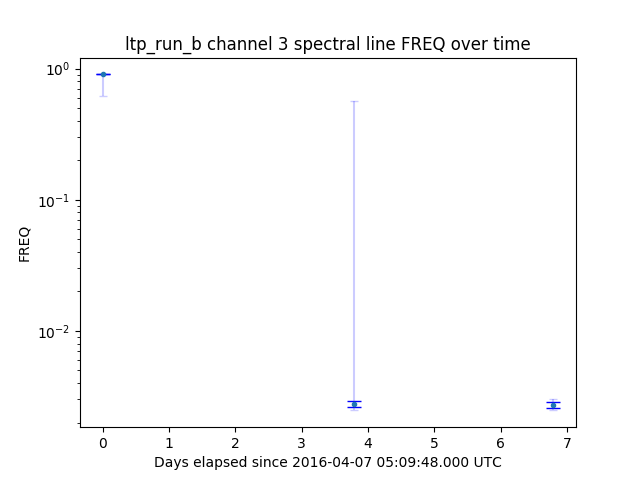 ltp_run_b channel 3 spectral line FREQ over time
10⁰
10⁻¹
10⁻²
FREQ
0 1 2 3 4 5 6 7
Days elapsed since 2016-04-07 05:09:48.000 UTC